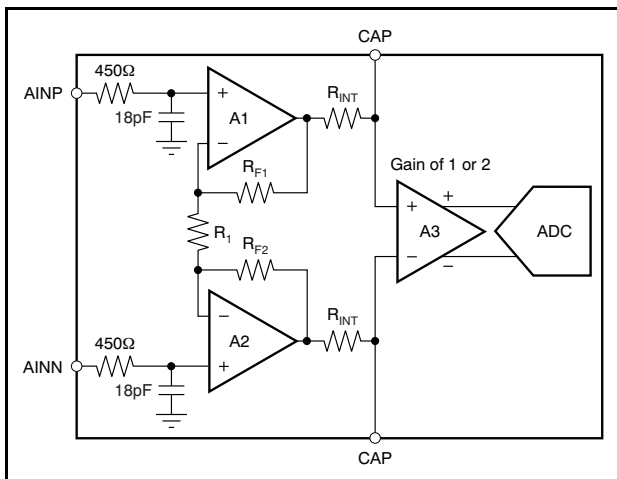 CAP
450Ω
AINP
18pF
A1
R_INT
R_F1
Gain of 1 or 2
R_1
A3
ADC
R_F2
A2
R_INT
450Ω
AINN
18pF
CAP
+
−
−
+
+
−
+
−